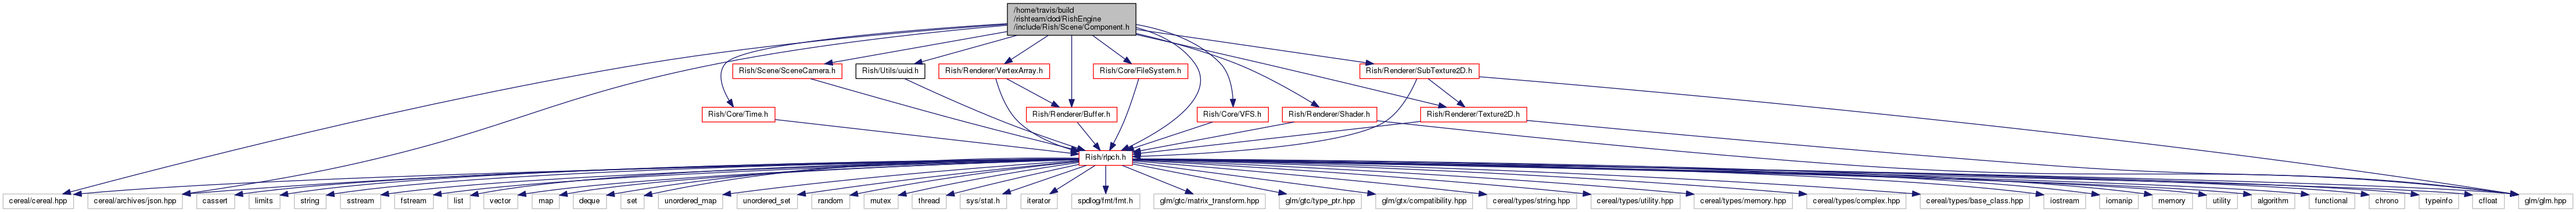 /home/travis/build
/rishteam/dod/RishEngine
/include/Rish/Scene/Component.h
Rish/Scene/SceneCamera.h
Rish/Utils/uuid.h
Rish/Renderer/VertexArray.h
Rish/Core/FileSystem.h
Rish/Renderer/SubTexture2D.h
Rish/Core/Time.h
Rish/Renderer/Buffer.h
Rish/Core/VFS.h
Rish/Renderer/Shader.h
Rish/Renderer/Texture2D.h
Rish/rlpch.h
cereal/cereal.hpp
cereal/archives/json.hpp
cassert
limits
string
sstream
fstream
list
vector
map
deque
set
unordered_map
unordered_set
random
mutex
thread
sys/stat.h
iterator
spdlog/fmt/fmt.h
glm/gtc/matrix_transform.hpp
glm/gtc/type_ptr.hpp
glm/gtx/compatibility.hpp
cereal/types/string.hpp
cereal/types/utility.hpp
cereal/types/memory.hpp
cereal/types/complex.hpp
cereal/types/base_class.hpp
iostream
iomanip
memory
utility
algorithm
functional
chrono
typeinfo
cfloat
glm/glm.hpp